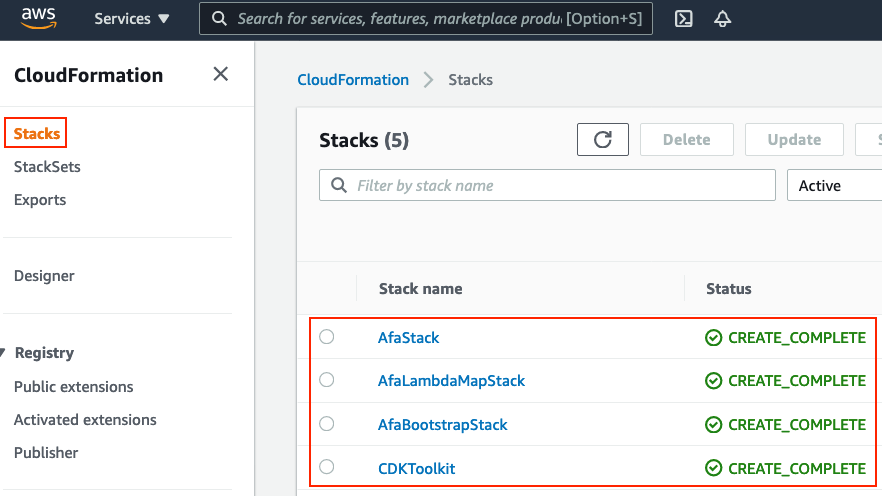 aws
Services ▼
Search for services, features, marketplace produ [Option+S]
CloudFormation
Stacks
StackSets
Exports
Designer
Registry
Public extensions
Activated extensions
Publisher
CloudFormation > Stacks
Stacks (5)
Delete
Update
Filter by stack name
Active
Stack name
Status
AfaStack
CREATE_COMPLETE
AfaLambdaMapStack
CREATE_COMPLETE
AfaBootstrapStack
CREATE_COMPLETE
CDKToolkit
CREATE_COMPLETE